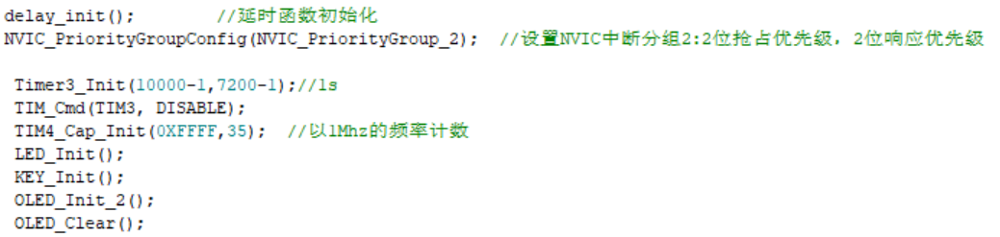 delay_init();        //延时函数初始化
NVIC_PriorityGroupConfig(NVIC_PriorityGroup_2);  //设置NVIC中断分组2:2位抢占优先级，2位响应优先级
Timer3_Init(10000-1,7200-1);//1s
TIM_Cmd(TIM3, DISABLE);
TIM4_Cap_Init(0XFFFF,35);  //以1Mhz的频率计数
LED_Init();
KEY_Init();
OLED_Init_2();
OLED_Clear();